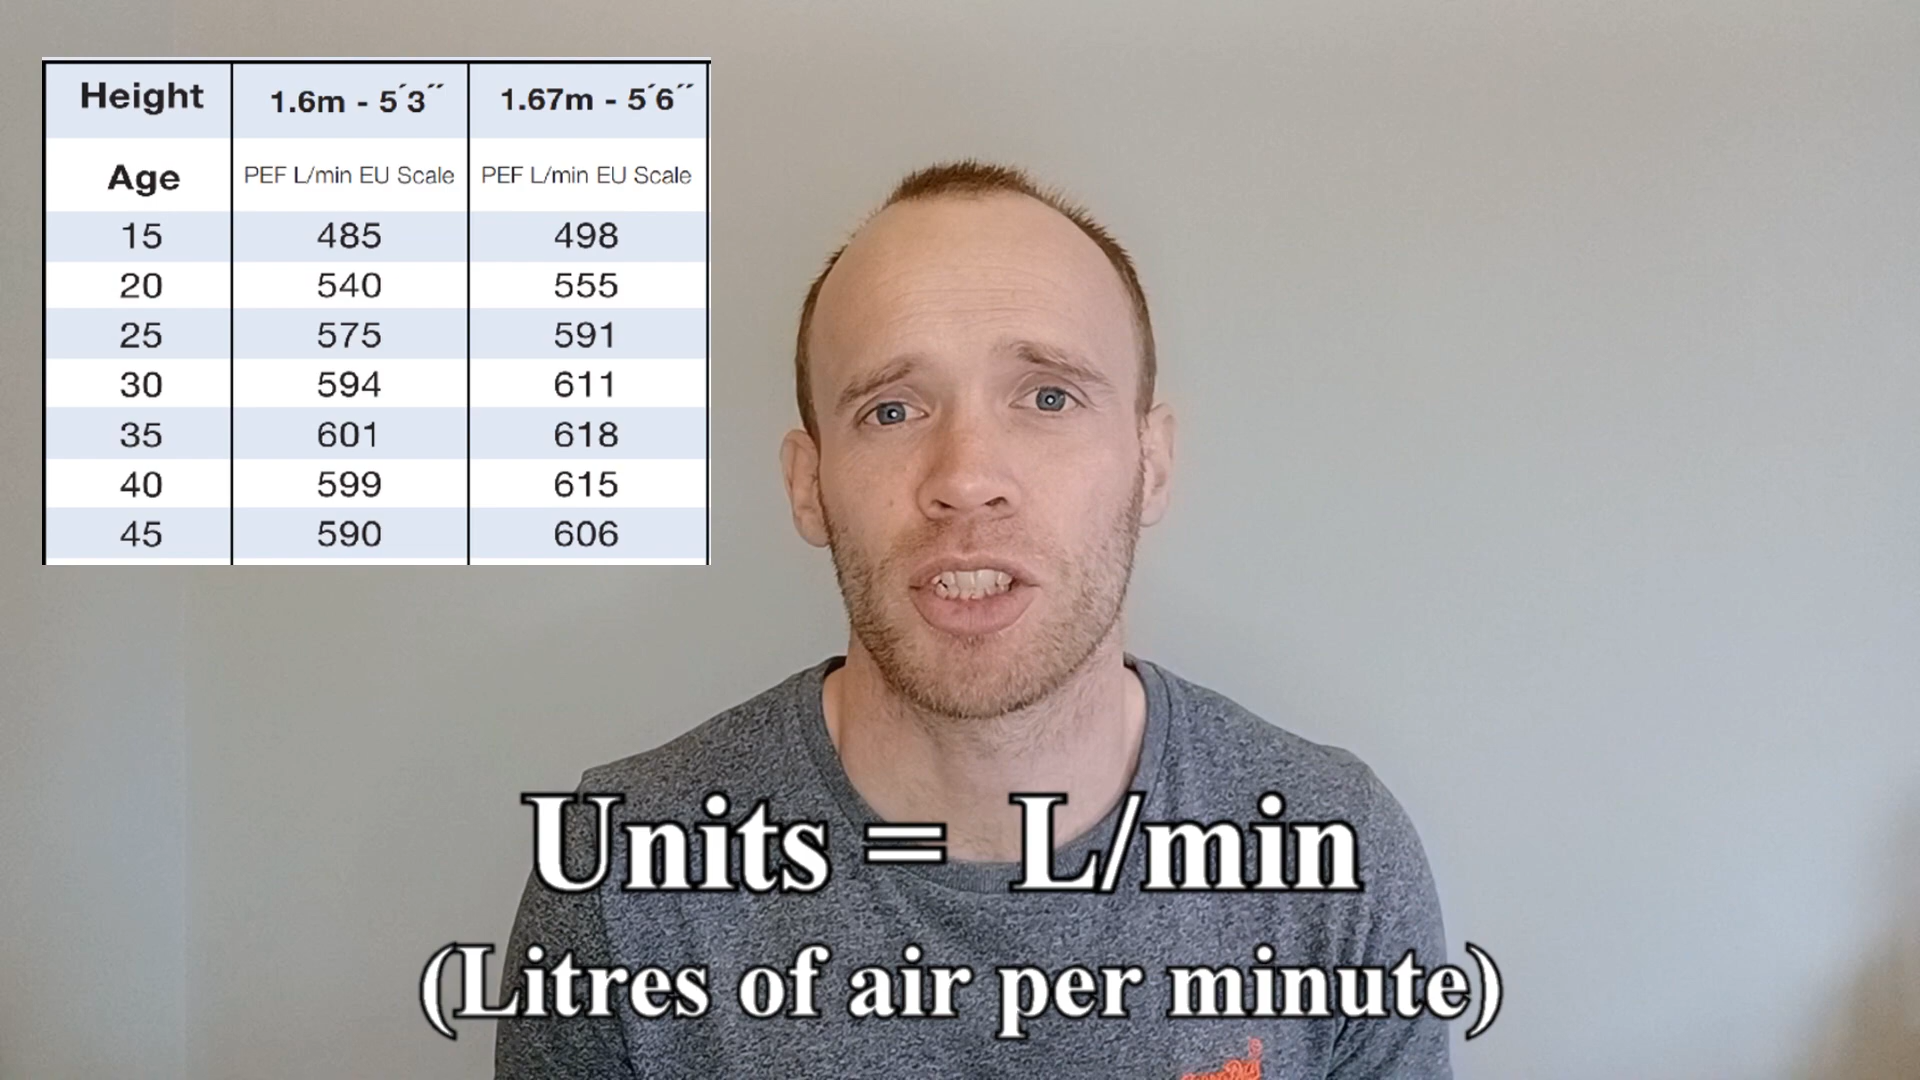 Height 1.6m - 5´3´´ 1.67m - 5´6´´
Age PEF L/min EU Scale PEF L/min EU Scale
15 485 498
20 540 555
25 575 591
30 594 611
35 601 618
40 599 615
45 590 606
Units = L/min
(Litres of air per minute)